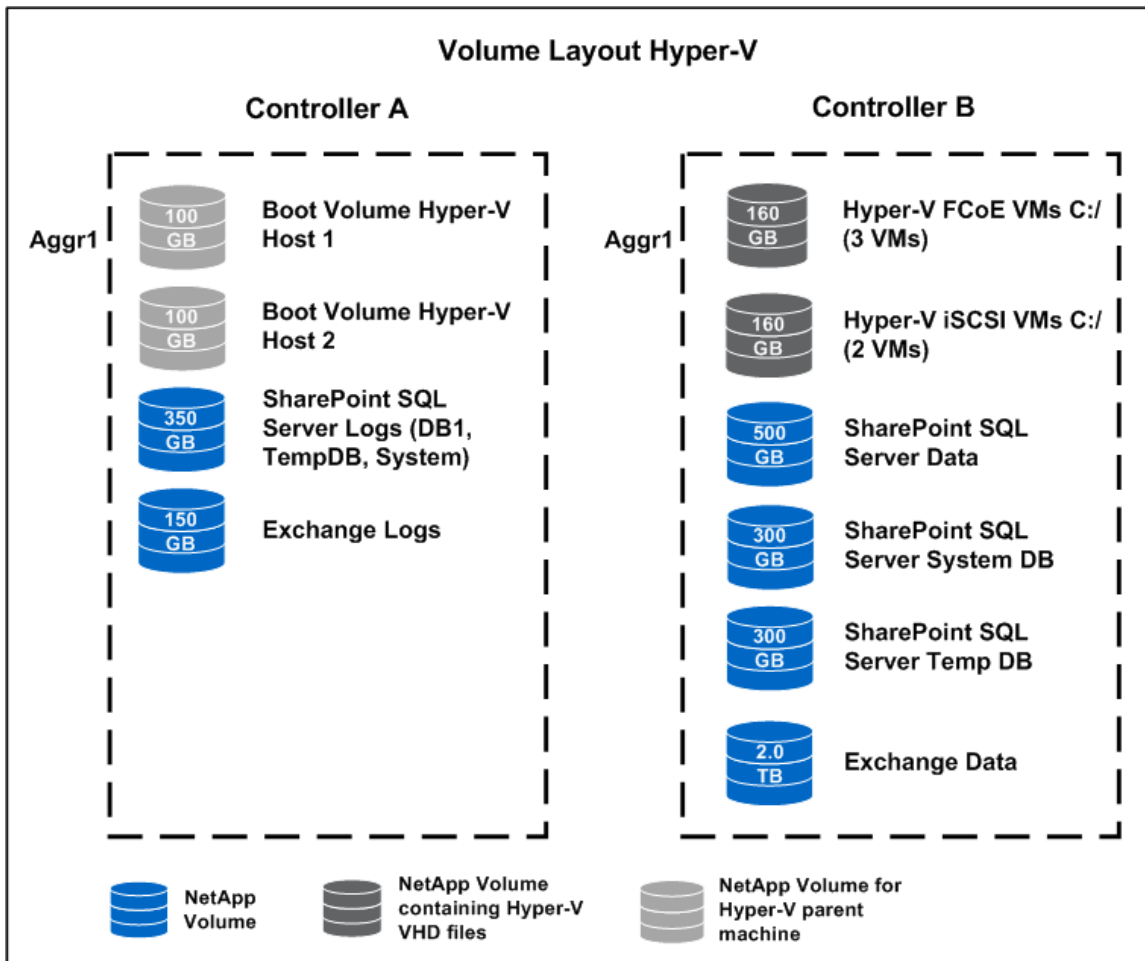 Volume Layout Hyper-V
Controller A
Aggr1
100
GB
Boot Volume Hyper-V
Host 1
100
GB
Boot Volume Hyper-V
Host 2
350
GB
SharePoint SQL
Server Logs (DB1,
TempDB, System)
150
GB
Exchange Logs
Controller B
Aggr1
160
GB
Hyper-V FCoE VMs C:/
(3 VMs)
160
GB
Hyper-V iSCSI VMs C:/
(2 VMs)
500
GB
SharePoint SQL
Server Data
300
GB
SharePoint SQL
Server System DB
300
GB
SharePoint SQL
Server Temp DB
2.0
TB
Exchange Data
NetApp
Volume
NetApp Volume
containing Hyper-V
VHD files
NetApp Volume for
Hyper-V parent
machine